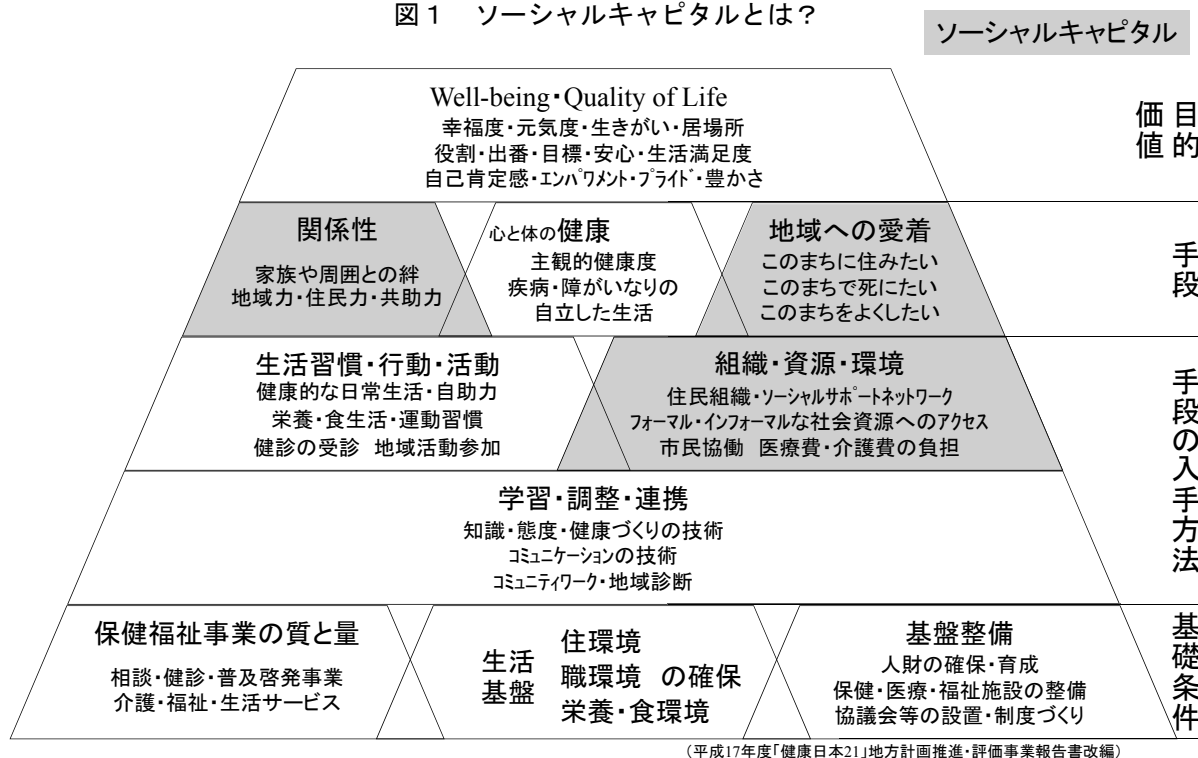 図１　ソーシャルキャピタルとは？
ソーシャルキャピタル
Well-being・Quality of Life
幸福度・元気度・生きがい・居場所
役割・出番・目標・安心・生活満足度
自己肯定感・ｴﾝﾊﾟﾜﾒﾝﾄ・ﾌﾟﾗｲﾄﾞ・豊かさ
目的
価値
関係性
家族や周囲との絆
地域力・住民力・共助力
心と体の健康
主観的健康度
疾病・障がいなりの
自立した生活
地域への愛着
このまちに住みたい
このまちで死にたい
このまちをよくしたい
手段
生活習慣・行動・活動
健康的な日常生活・自助力
栄養・食生活・運動習慣
健診の受診　地域活動参加
組織・資源・環境
住民組織・ｿｰｼｬﾙｻﾎﾟｰﾄﾈｯﾄﾜｰｸ
ﾌｫｰﾏﾙ・ｲﾝﾌｫｰﾏﾙな社会資源へのｱｸｾｽ
市民協働　医療費・介護費の負担
手段の入手方法
学習・調整・連携
知識・態度・健康づくりの技術
ｺﾐｭﾆｹｰｼｮﾝの技術
ｺﾐｭﾆﾃｨﾜｰｸ・地域診断
保健福祉事業の質と量
相談・健診・普及啓発事業
介護・福祉・生活サービス
生活
基盤
住環境
職環境　の確保
栄養・食環境
基盤整備
人財の確保・育成
保健・医療・福祉施設の整備
協議会等の設置・制度づくり
基礎条件
（平成17年度「健康日本21」地方計画推進・評価事業報告書改編）